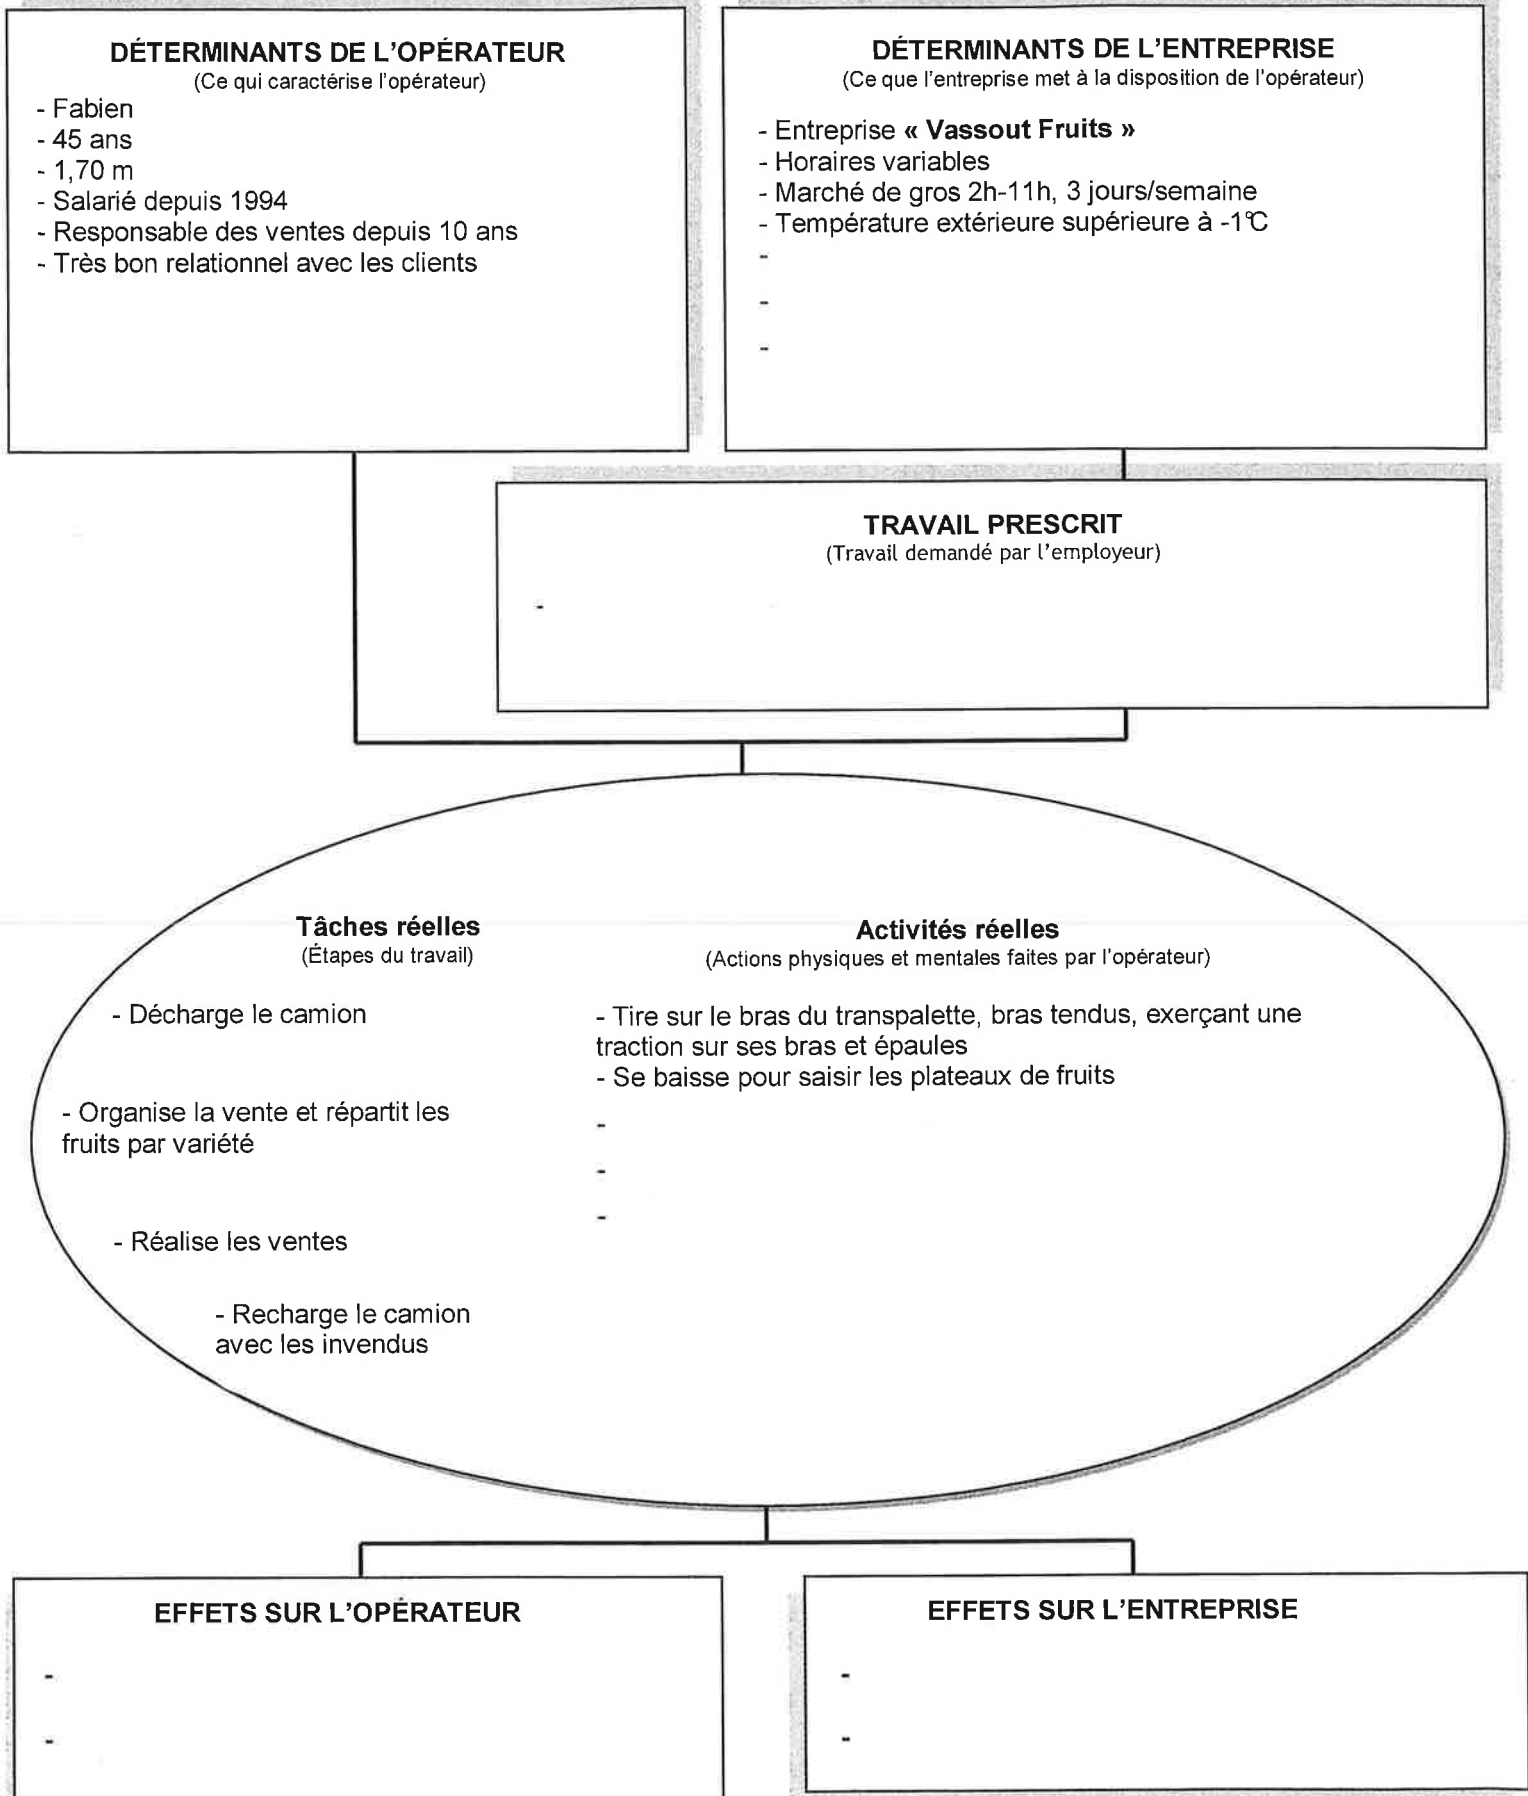 DÉTERMINANTS DE L'OPÉRATEUR
(Ce qui caractérise l'opérateur)
- Fabien
- 45 ans
- 1,70 m
- Salarié depuis 1994
- Responsable des ventes depuis 10 ans
- Très bon relationnel avec les clients
DÉTERMINANTS DE L'ENTREPRISE
(Ce que l'entreprise met à la disposition de l'opérateur)
- Entreprise « Vassout Fruits »
- Horaires variables
- Marché de gros 2h-11h, 3 jours/semaine
- Température extérieure supérieure à -1°C
-
-
-
TRAVAIL PRESCRIT
(Travail demandé par l'employeur)
-
Tâches réelles
(Étapes du travail)
- Décharge le camion
- Organise la vente et répartit les
fruits par variété
- Réalise les ventes
- Recharge le camion
avec les invendus
Activités réelles
(Actions physiques et mentales faites par l'opérateur)
- Tire sur le bras du transpalette, bras tendus, exerçant une
traction sur ses bras et épaules
- Se baisse pour saisir les plateaux de fruits
-
-
-
EFFETS SUR L'OPÉRATEUR
-
-
EFFETS SUR L'ENTREPRISE
-
-